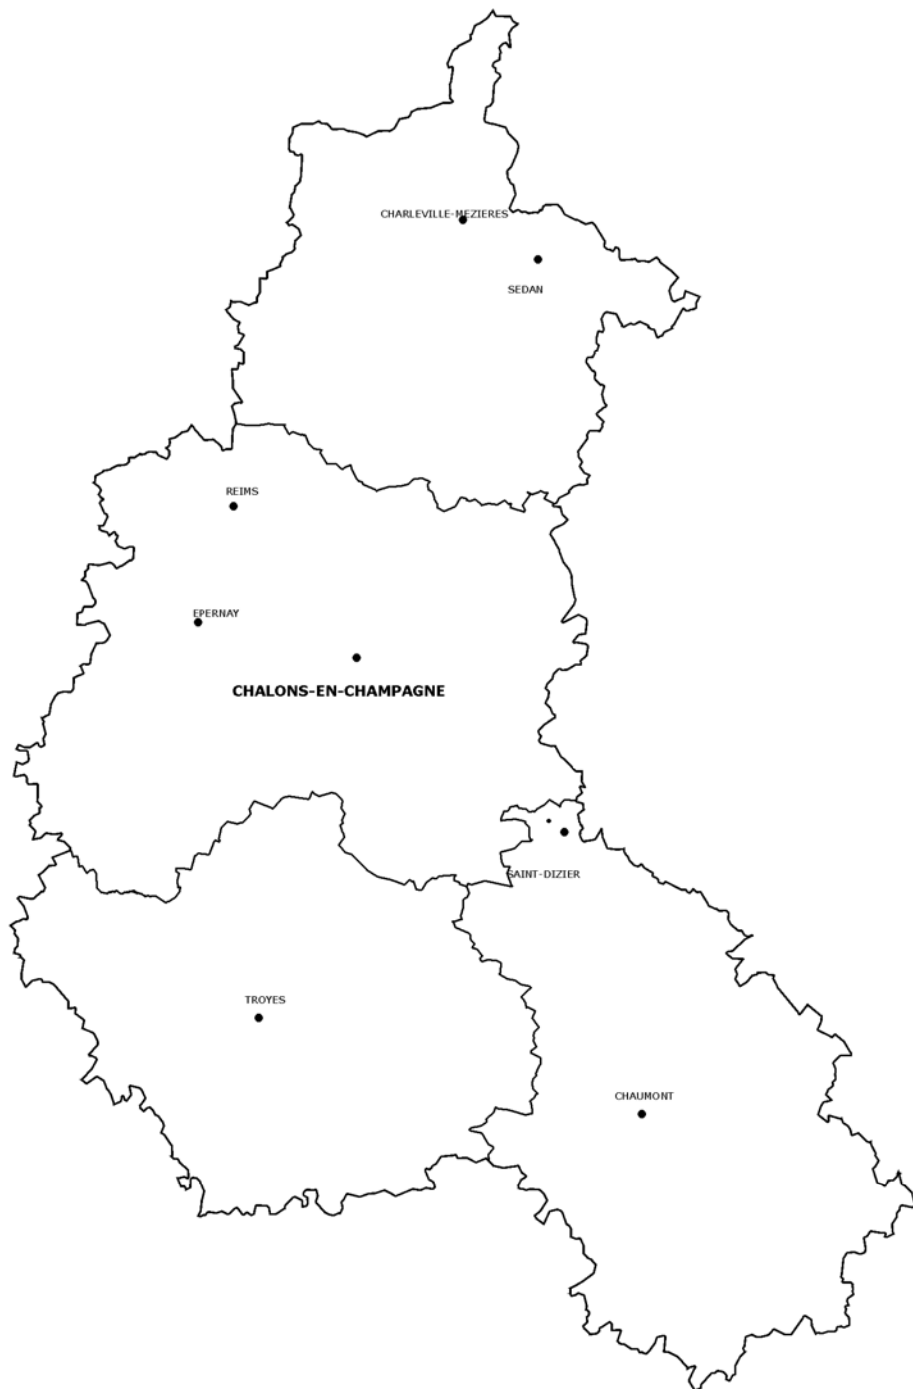 CHARLEVILLE-MEZIERES
SEDAN
REIMS
EPERNAY
CHALONS-EN-CHAMPAGNE
SAINT-DIZIER
TROYES
CHAUMONT